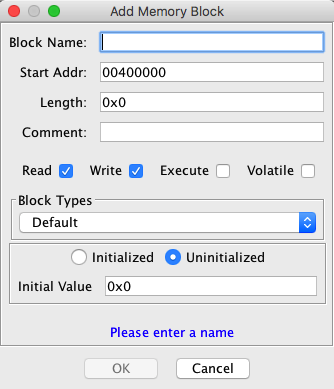 Add Memory Block
Block Name:
Start Addr: 00400000
Length: 0x0
Comment:
Read Write Execute Volatile
Block Types
Default
Initialized Uninitialized
Initial Value 0x0
Please enter a name
OK Cancel